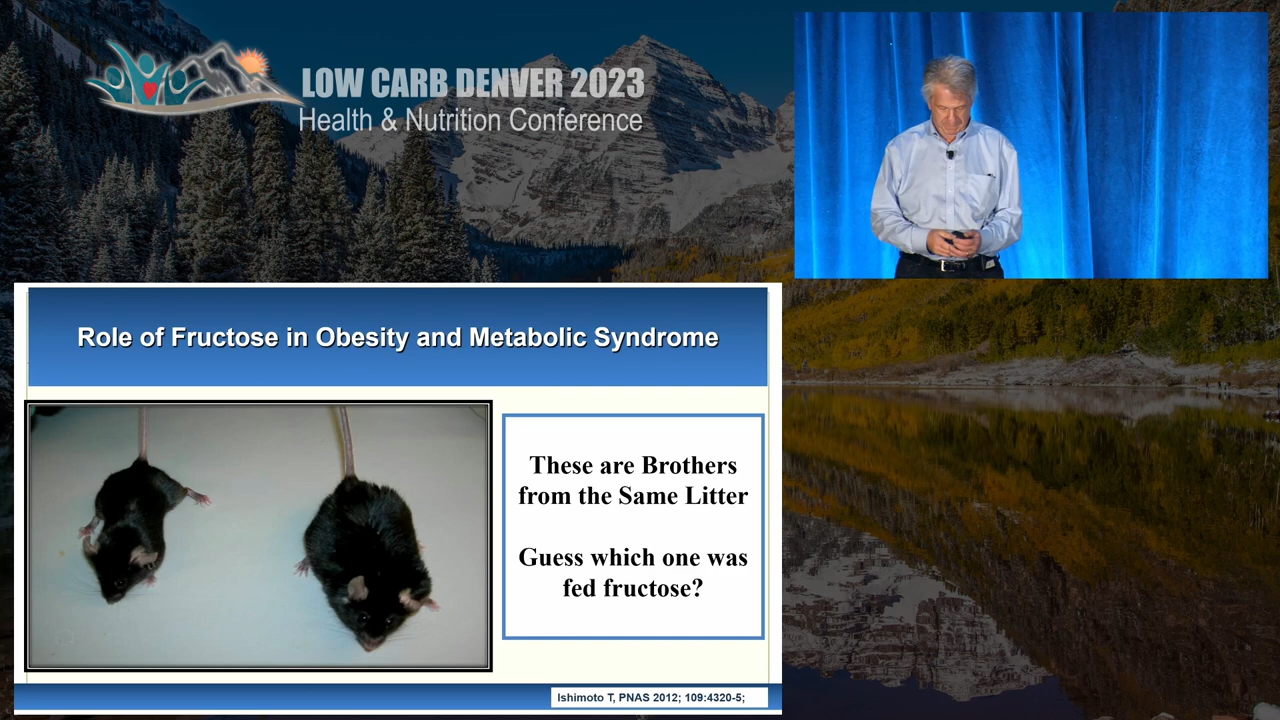 LOW CARB DENVER 2023
Health & Nutrition Conference
Role of Fructose in Obesity and Metabolic Syndrome
These are Brothers
from the Same Litter
Guess which one was
fed fructose?
Ishimoto T, PNAS 2012; 109:4320-5;